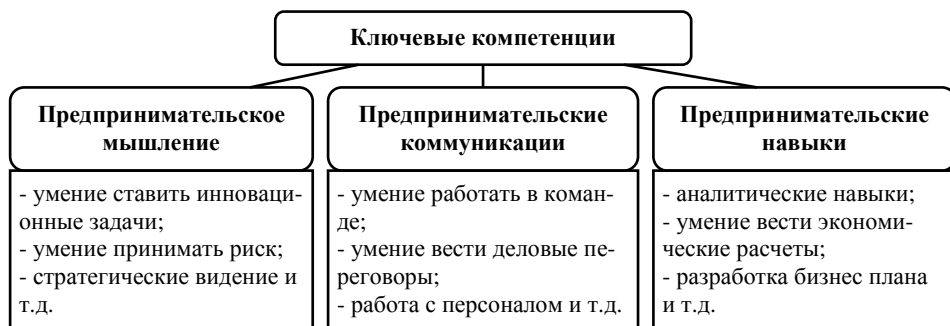 Ключевые компетенции
Предпринимательское
мышление
- умение ставить инноваци-
онные задачи;
- умение принимать риск;
- стратегические видение и
т.д.
Предпринимательские
коммуникации
- умение работать в коман-
де;
- умение вести деловые пе-
реговоры;
- работа с персоналом и т.д.
Предпринимательские
навыки
- аналитические навыки;
- умение вести экономи-
ческие расчеты;
- разработка бизнес плана
и т.д.